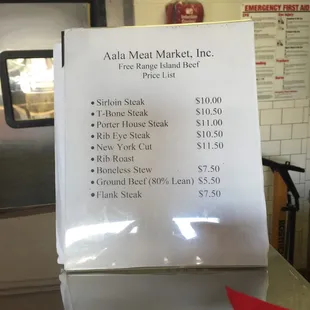 EMERGENCY FIRST AID
Aala Meat Market, Inc.
Free Range Island Beef
Price List
• Sirloin Steak $10.00
• T-Bone Steak $10.50
• Porter House Steak $11.00
• Rib Eye Steak $10.50
• New York Cut $11.50
• Rib Roast
• Boneless Stew $7.50
• Ground Beef (80% Lean) $5.50
• Flank Steak $7.50